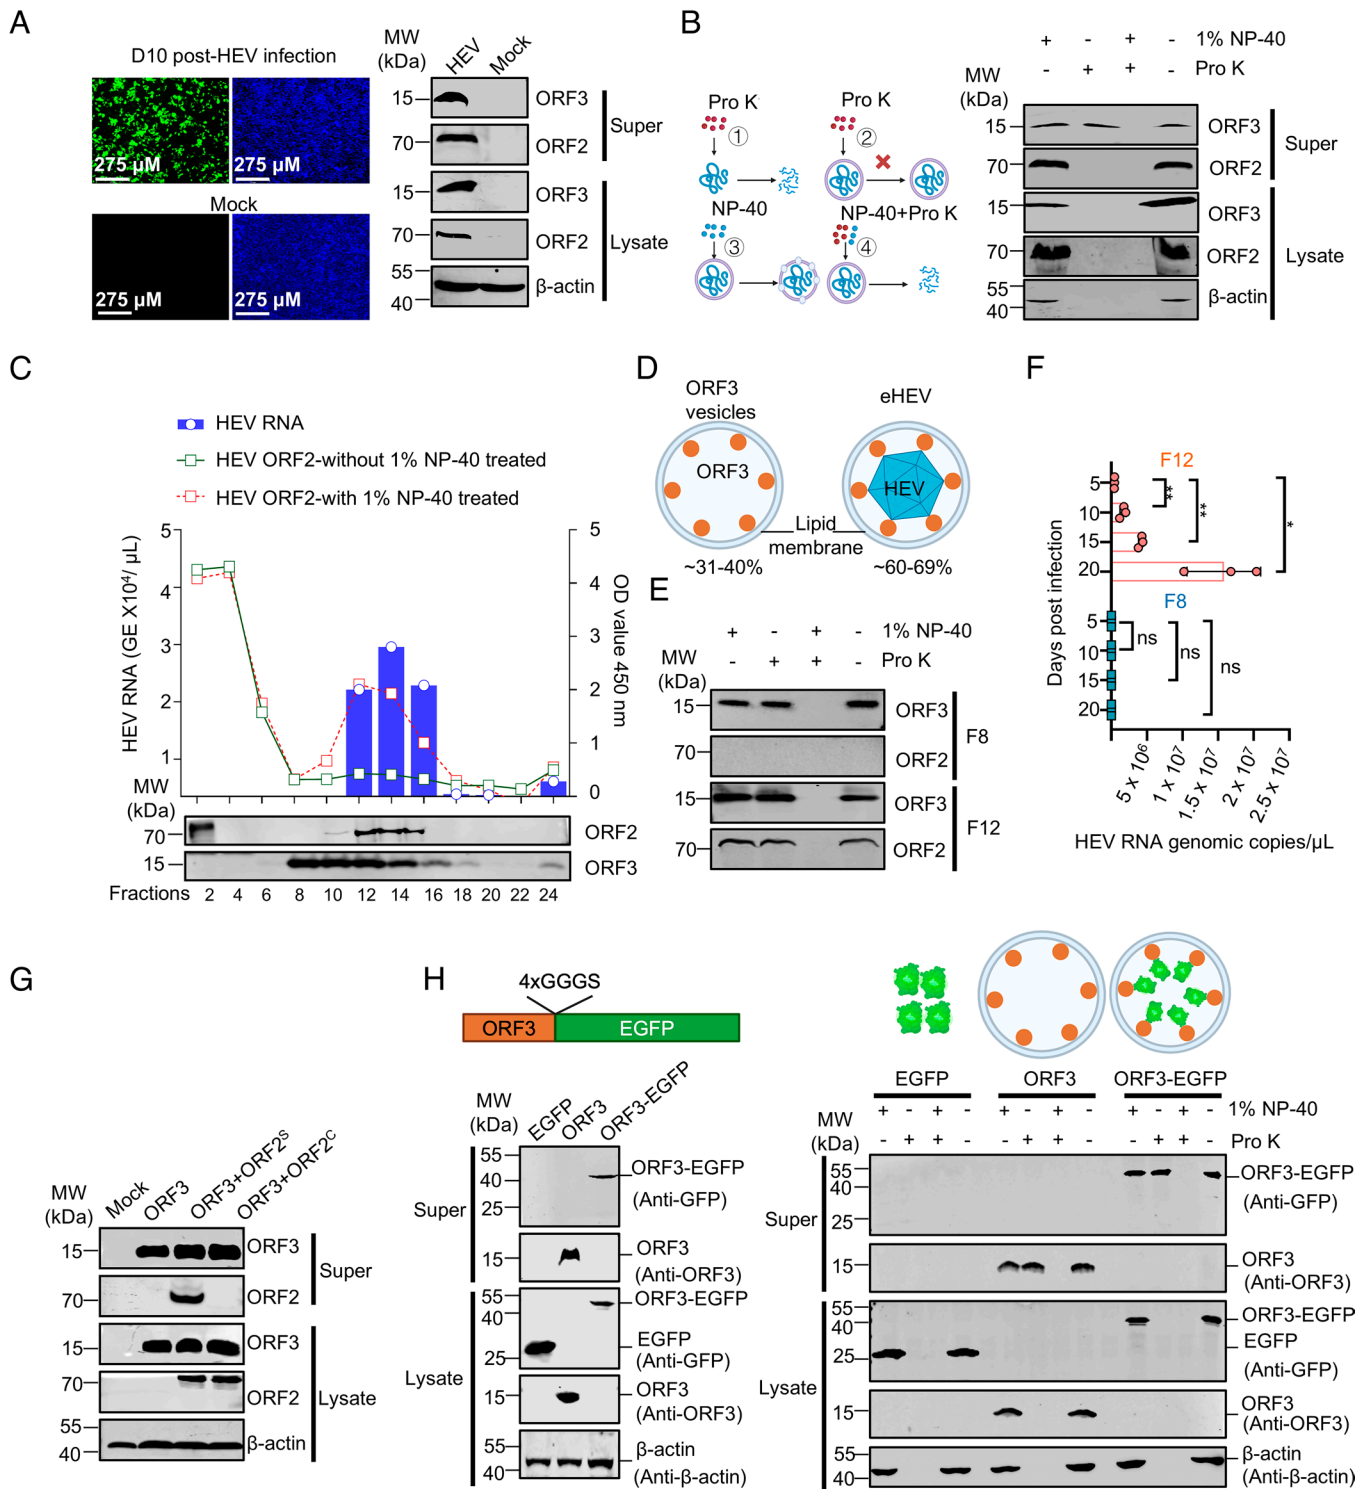 A
D10 post-HEV infection
275 µM
275 µM
Mock
275 µM
275 µM
MW
(kDa)
HEV
Mock
15
ORF3
70
ORF2
Super
15
ORF3
70
ORF2
Lysate
55
40
β-actin
B
Pro K
①
Pro K
②
NP-40
③
NP-40+Pro K
④
+ - + -
1% NP-40
- + + -
Pro K
MW
(kDa)
15
ORF3
70
ORF2
Super
15
ORF3
70
ORF2
Lysate
55
40
β-actin
C
HEV RNA
HEV ORF2-without 1% NP-40 treated
HEV ORF2-with 1% NP-40 treated
HEV RNA (GE X10⁴/ µL)
5
4
3
2
1
OD value 450 nm
5
4
3
2
1
0
MW
(kDa)
70
ORF2
15
ORF3
Fractions 2 4 6 8 10 12 14 16 18 20 22 24
D
ORF3
vesicles
ORF3
eHEV
HEV
Lipid
membrane
~31-40%
~60-69%
E
+ - + -
1% NP-40
- + + -
Pro K
MW
(kDa)
15
ORF3
70
ORF2
F8
15
ORF3
70
ORF2
F12
F
Days post infection
F12
5
10
15
20
**
**
*
F8
5
10
15
20
ns
ns
ns
5 x 10⁶
1 x 10⁷
1.5 x 10⁷
2 x 10⁷
2.5 x 10⁷
HEV RNA genomic copies/µL
G
MW
(kDa)
Mock
ORF3
ORF3+ORF2ˢ
ORF3+ORF2ᶜ
15
ORF3
70
ORF2
Super
15
ORF3
70
ORF2
Lysate
55
40
β-actin
H
4xGGGS
ORF3
EGFP
MW
(kDa)
EGFP
ORF3
ORF3-EGFP
Super
55
40
25
ORF3-EGFP
(Anti-GFP)
15
ORF3
(Anti-ORF3)
Lysate
55
40
25
ORF3-EGFP
EGFP
(Anti-GFP)
15
ORF3
(Anti-ORF3)
55
40
β-actin
(Anti-β-actin)
EGFP
ORF3
ORF3-EGFP
MW
(kDa)
+ - + - + - + - + - + -
1% NP-40
- + + - - + + - - + + -
Pro K
Super
55
40
25
ORF3-EGFP
(Anti-GFP)
15
ORF3
(Anti-ORF3)
Lysate
55
40
25
ORF3-EGFP
EGFP
(Anti-GFP)
15
ORF3
(Anti-ORF3)
55
40
β-actin
(Anti-β-actin)